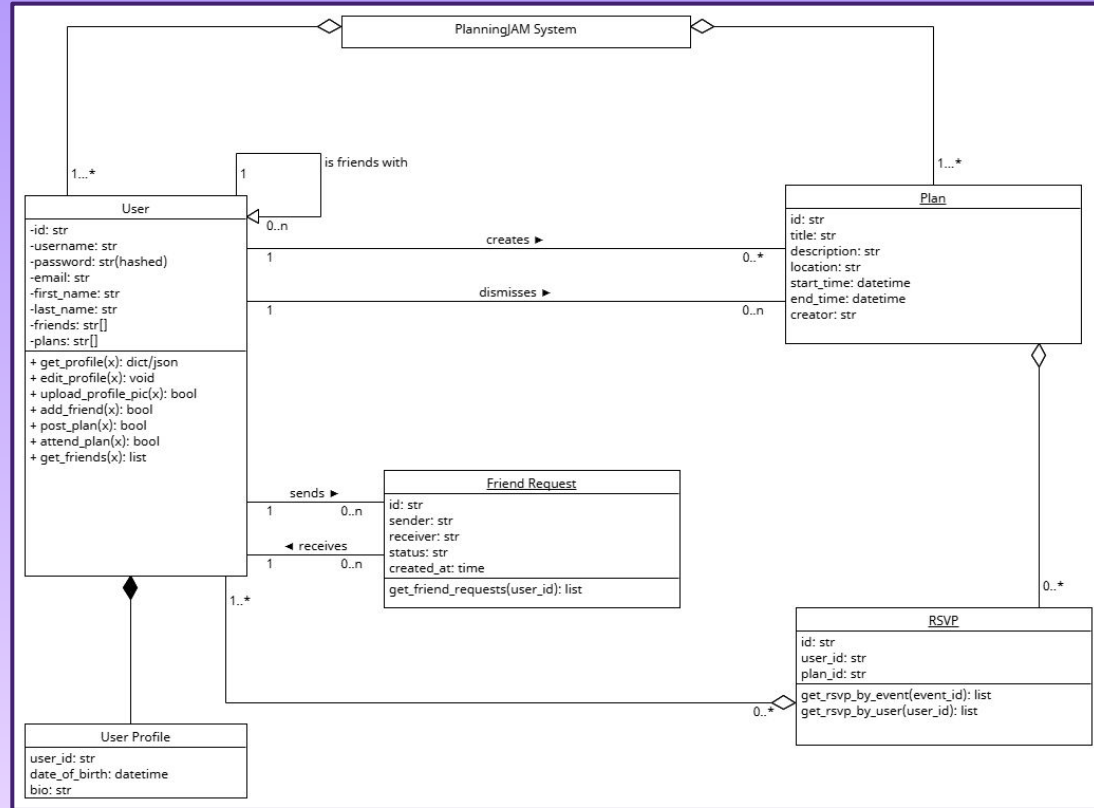 PlanningJAM System
1...*
1...*
1
is friends with
0..n
User
-id: str
-username: str
-password: str(hashed)
-email: str
-first_name: str
-last_name: str
-friends: str[]
-plans: str[]
+ get_profile(x): dict/json
+ edit_profile(x): void
+ upload_profile_pic(x): bool
+ add_friend(x): bool
+ post_plan(x): bool
+ attend_plan(x): bool
+ get_friends(x): list
creates ►
1
0..*
dismisses ►
1
0..n
Plan
id: str
title: str
description: str
location: str
start_time: datetime
end_time: datetime
creator: str
sends ►
1
0..n
◄ receives
1
0..n
Friend Request
id: str
sender: str
receiver: str
status: str
created_at: time
get_friend_requests(user_id): list
1..*
0..*
0..*
RSVP
id: str
user_id: str
plan_id: str
get_rsvp_by_event(event_id): list
get_rsvp_by_user(user_id): list
User Profile
user_id: str
date_of_birth: datetime
bio: str